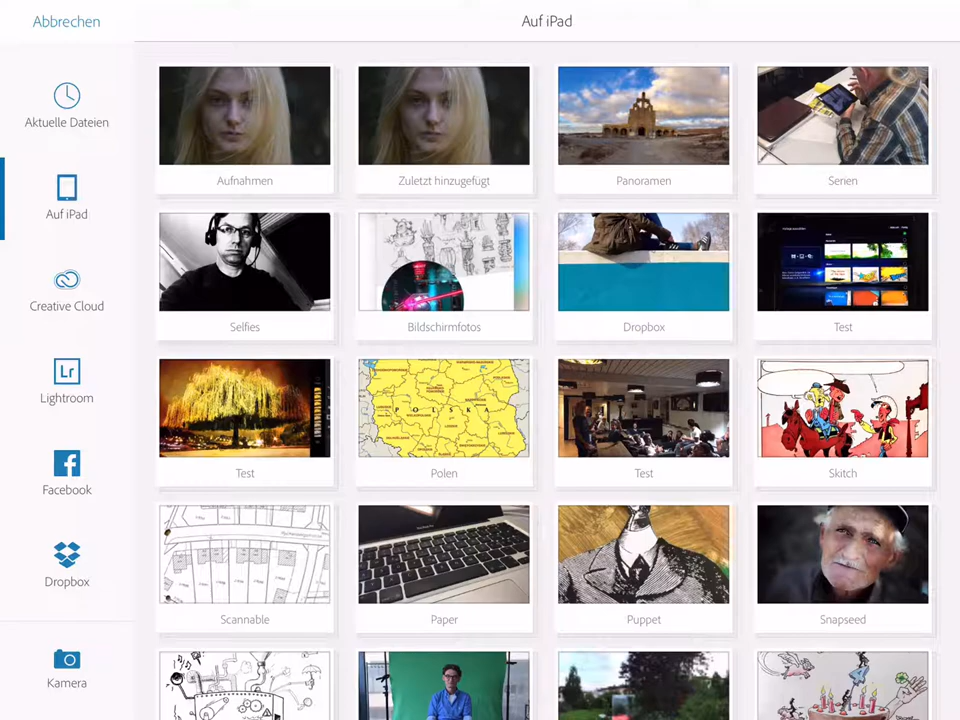 Abbrechen
Auf iPad
Aktuelle Dateien
Auf iPad
Creative Cloud
Lr
Lightroom
Facebook
Dropbox
Kamera
Aufnahmen
Zuletzt hinzugefügt
Panoramen
Serien
Selfies
Bildschirmfotos
Dropbox
Test
Test
POLSKA
Polen
Test
Skitch
Scannable
Paper
Puppet
Snapseed